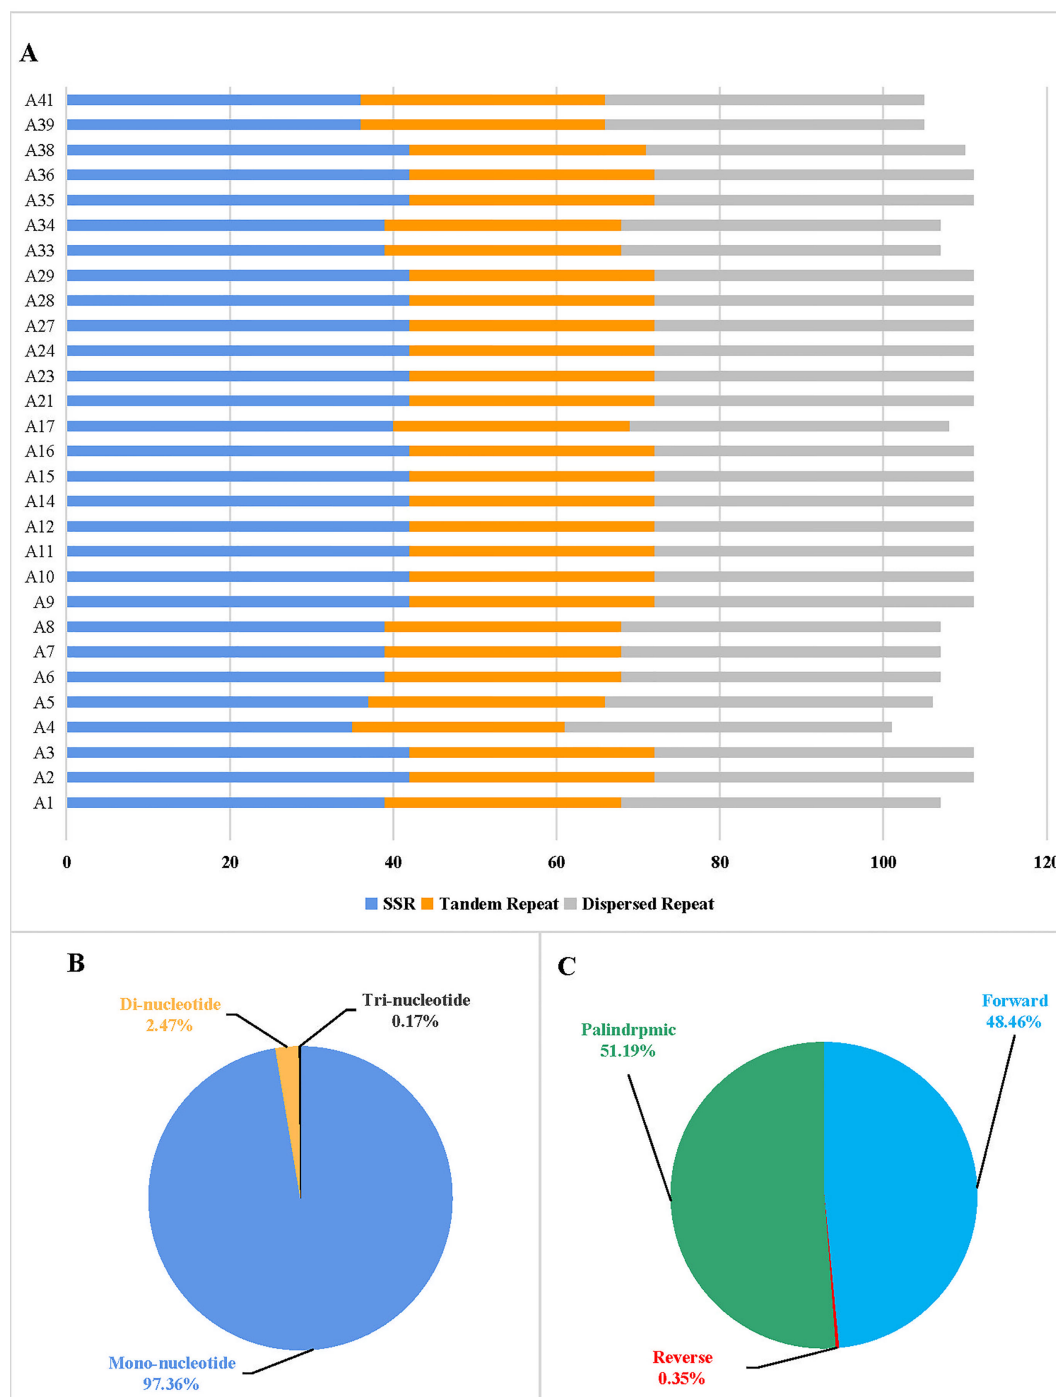 A
A41
A39
A38
A36
A35
A34
A33
A29
A28
A27
A24
A23
A21
A17
A16
A15
A14
A12
A11
A10
A9
A8
A7
A6
A5
A4
A3
A2
A1
0 20 40 60 80 100 120
SSR Tandem Repeat Dispersed Repeat
B
Di-nucleotide
2.47%
Tri-nucleotide
0.17%
Mono-nucleotide
97.36%
C
Forward
48.46%
Palindrpmic
51.19%
Reverse
0.35%